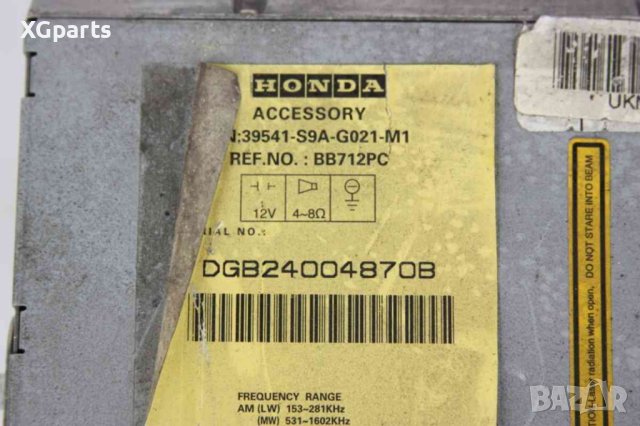 XGparts
HONDA
ACCESSORY
N:39541-S9A-G021-M1
REF.NO. : BB712PC
12V 4~8Ω
RIAL NO.:
DGB24004870B
FREQUENCY RANGE
AM (LW) 153~281KHz
(MW) 531~1602KHz
UKN
DO NOT STARE INTO BEAM
radiation when open,
BAZAR